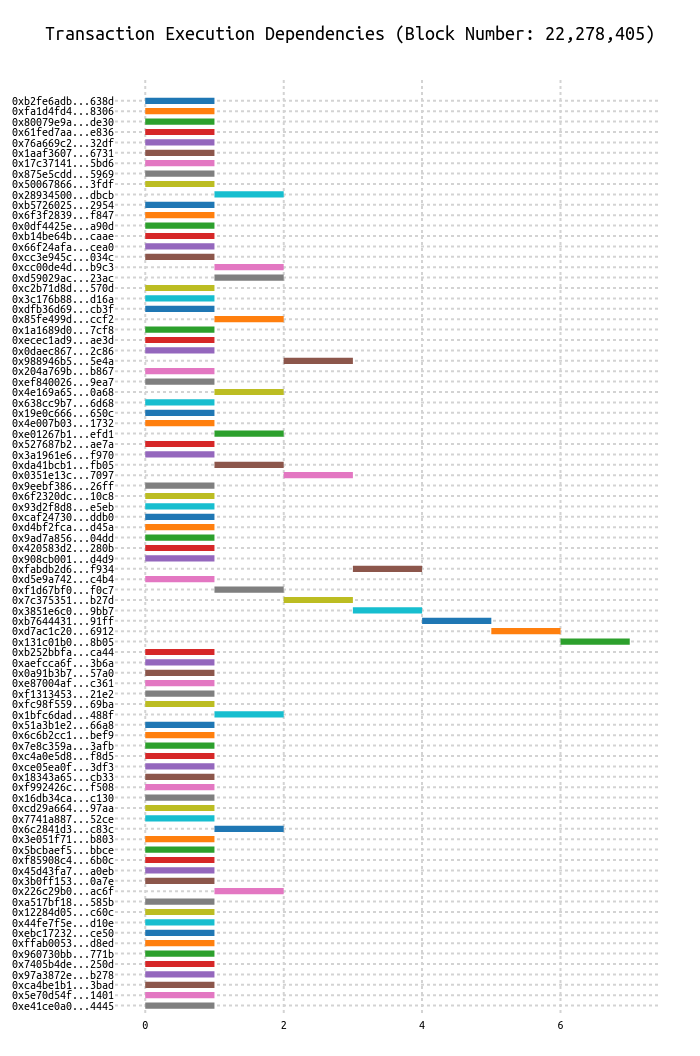 Transaction Execution Dependencies (Block Number: 22,278,405)
0xb2fe6adb...638d
0xfa1d4fd4...8306
0x80079e9a...de30
0x61fed7aa...e836
0x76a669c2...32df
0x1aaf3607...6731
0x17c37141...5bd6
0x875e5cdd...5969
0x50067866...3fdf
0x28934500...dbcb
0xb5726025...2954
0x6f3f2839...f847
0x0df4425e...a90d
0xb14be64b...caae
0x66f24afa...cea0
0xcc3e945c...034c
0xcc00de4d...b9c3
0xd59029ac...23ac
0xc2b71d8d...570d
0x3c176b88...d16a
0xdfb36d69...cb3f
0x85fe499d...ccf2
0x1a1689d0...7cf8
0xecec1ad9...ae3d
0x0daec867...2c86
0x988946b5...5e4a
0x204a769b...b867
0xef840026...9ea7
0x4e169a65...0a68
0x638cc9b7...6d68
0x19e0c666...650c
0x4e007b03...1732
0xe01267b1...efd1
0x527687b2...ae7a
0x3a1961e6...f970
0xda41bcb1...fb05
0x0351e13c...7097
0x9eebf386...26ff
0x6f2320dc...10c8
0x93d2f8d8...e5eb
0xcaf24730...ddb0
0xd4bf2fca...d45a
0x9ad7a856...04dd
0x420583d2...280b
0x908cb001...d4d9
0xfabdb2d6...f934
0xd5e9a742...c4b4
0xf1d67bf0...f0c7
0x7c375351...b27d
0x3851e6c0...9bb7
0xb7644431...91ff
0xd7ac1c20...6912
0x131c01b0...8b05
0xb252bbfa...ca44
0xaefcca6f...3b6a
0x0a91b3b7...57a0
0xe87004af...c361
0xf1313453...21e2
0xfc98f559...69ba
0x1bfc6dad...488f
0x51a3b1e2...66a8
0x6c6b2cc1...bef9
0x7e8c359a...3afb
0xc4a0e5d8...f8d5
0xce05ea0f...3df3
0x18343a65...cb33
0xf992426c...f508
0x16db34ca...c130
0xcd29a664...97aa
0x7741a887...52ce
0x6c2841d3...c83c
0x3e051f71...b803
0x5bcbaef5...bbce
0xf85908c4...6b0c
0x45d43fa7...a0eb
0x3b0ff153...0a7e
0x226c29b0...ac6f
0xa517bf18...585b
0x12284d05...c60c
0x44fe7f5e...d10e
0xebc17232...ce50
0xffab0053...d8ed
0x960730bb...771b
0x7405b4de...250d
0x97a3872e...b278
0xca4be1b1...3bad
0x5e70d54f...1401
0xe41ce0a0...4445
0 2 4 6